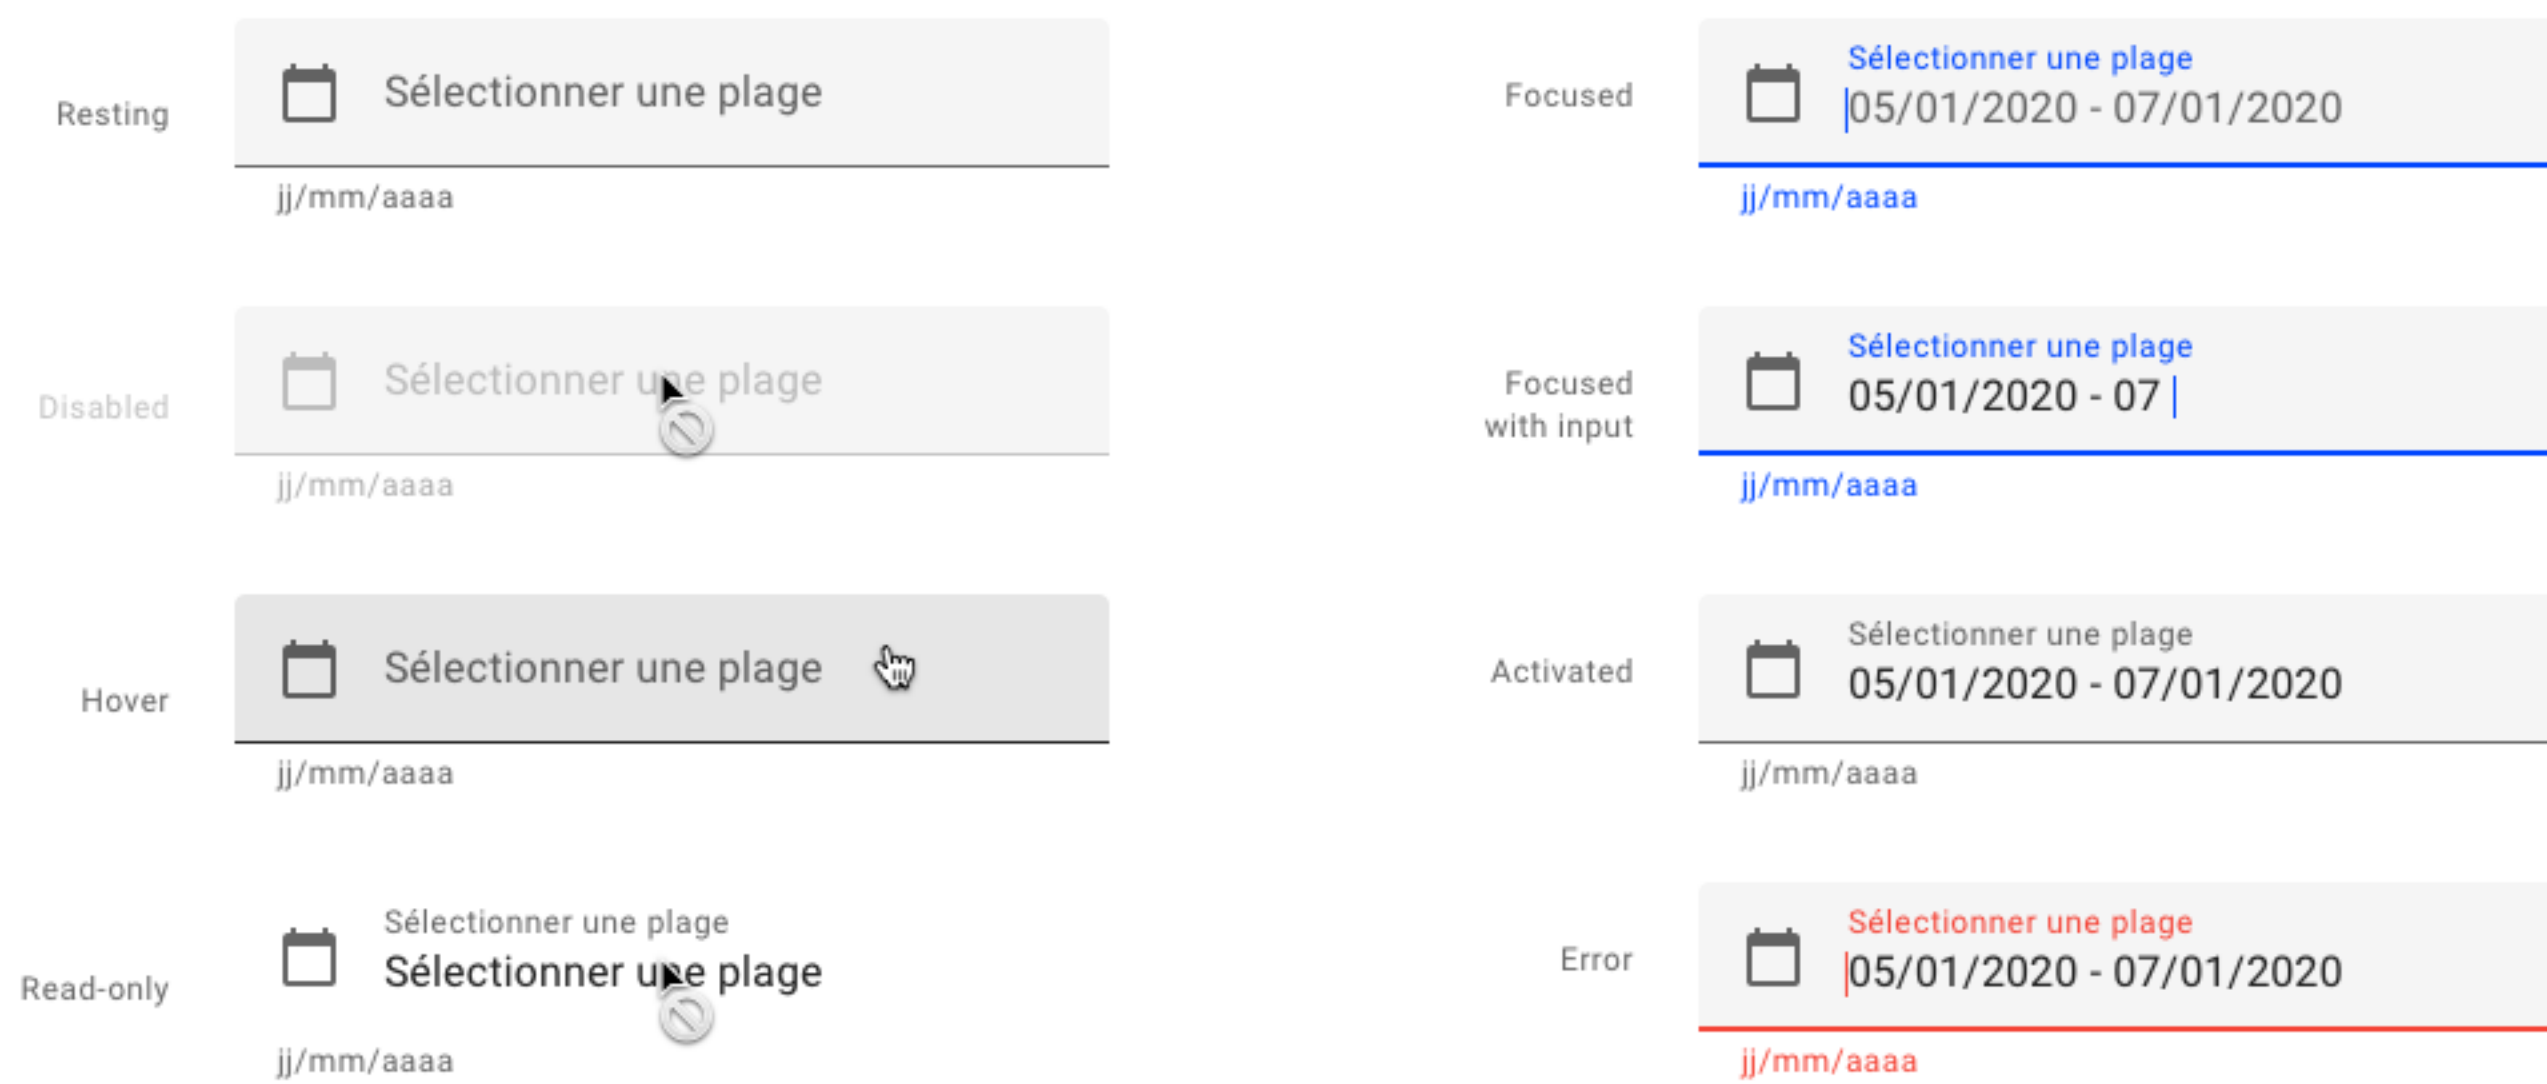 Resting
Sélectionner une plage
jj/mm/aaaa
Disabled
Sélectionner une plage
jj/mm/aaaa
Hover
Sélectionner une plage
jj/mm/aaaa
Read-only
Sélectionner une plage
Sélectionner une plage
jj/mm/aaaa
Focused
Sélectionner une plage
05/01/2020 - 07/01/2020
jj/mm/aaaa
Focused
with input
Sélectionner une plage
05/01/2020 - 07
jj/mm/aaaa
Activated
Sélectionner une plage
05/01/2020 - 07/01/2020
jj/mm/aaaa
Error
Sélectionner une plage
05/01/2020 - 07/01/2020
jj/mm/aaaa